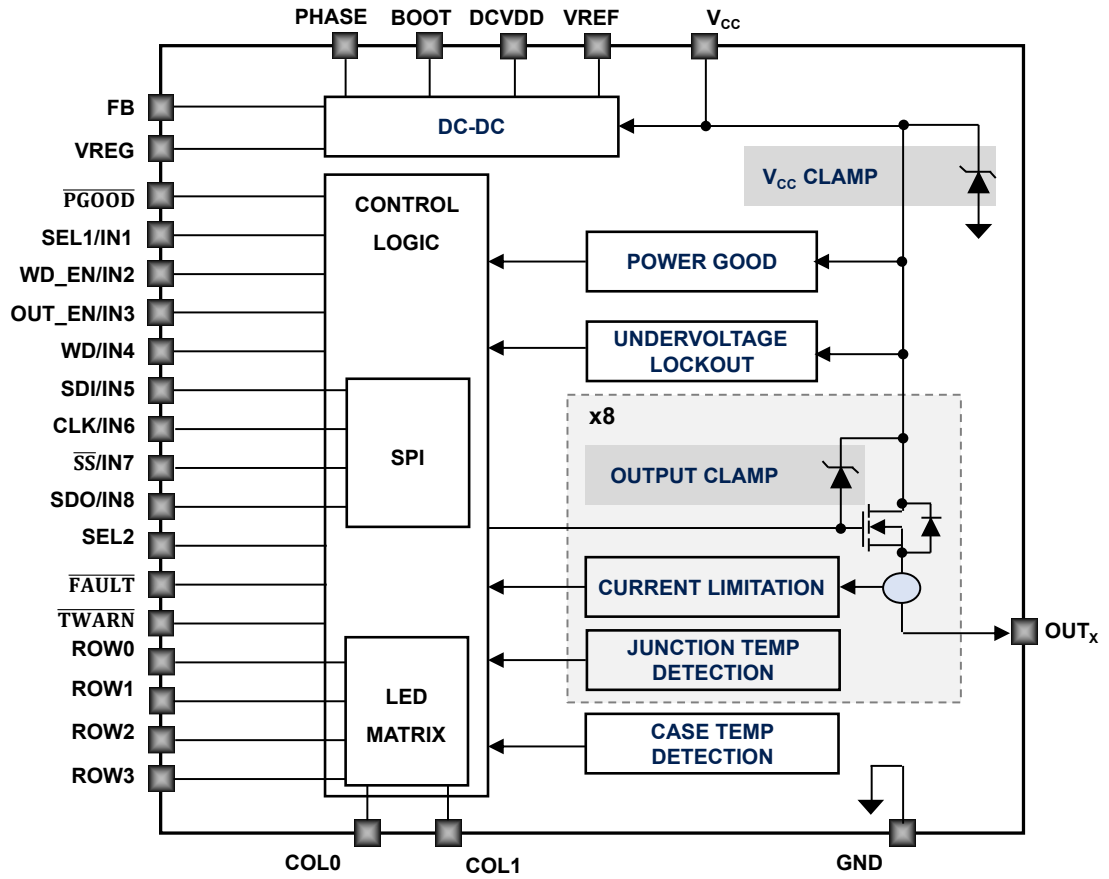 PHASE BOOT DCVDD VREF VCC
FB
VREG
PGOOD
SEL1/IN1
WD_EN/IN2
OUT_EN/IN3
WD/IN4
SDI/IN5
CLK/IN6
SS/IN7
SDO/IN8
SEL2
FAULT
TWARN
ROW0
ROW1
ROW2
ROW3
DC-DC
CONTROL
LOGIC
SPI
LED
MATRIX
VCC CLAMP
POWER GOOD
UNDERVOLTAGE
LOCKOUT
x8
OUTPUT CLAMP
CURRENT LIMITATION
JUNCTION TEMP
DETECTION
CASE TEMP
DETECTION
OUTX
COL0 COL1 GND